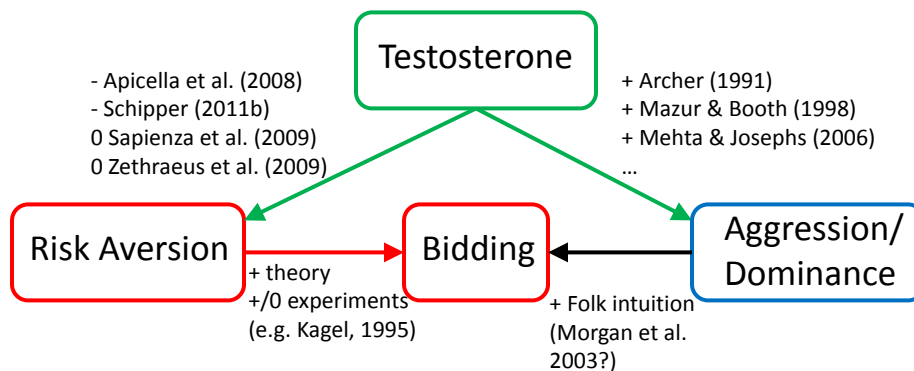 Testosterone
- Apicella et al. (2008)
- Schipper (2011b)
0 Sapienza et al. (2009)
0 Zethraeus et al. (2009)
+ Archer (1991)
+ Mazur & Booth (1998)
+ Mehta & Josephs (2006)
...
Risk Aversion
Bidding
Aggression/
Dominance
+ theory
+/0 experiments
(e.g. Kagel, 1995)
+ Folk intuition
(Morgan et al.
2003?)